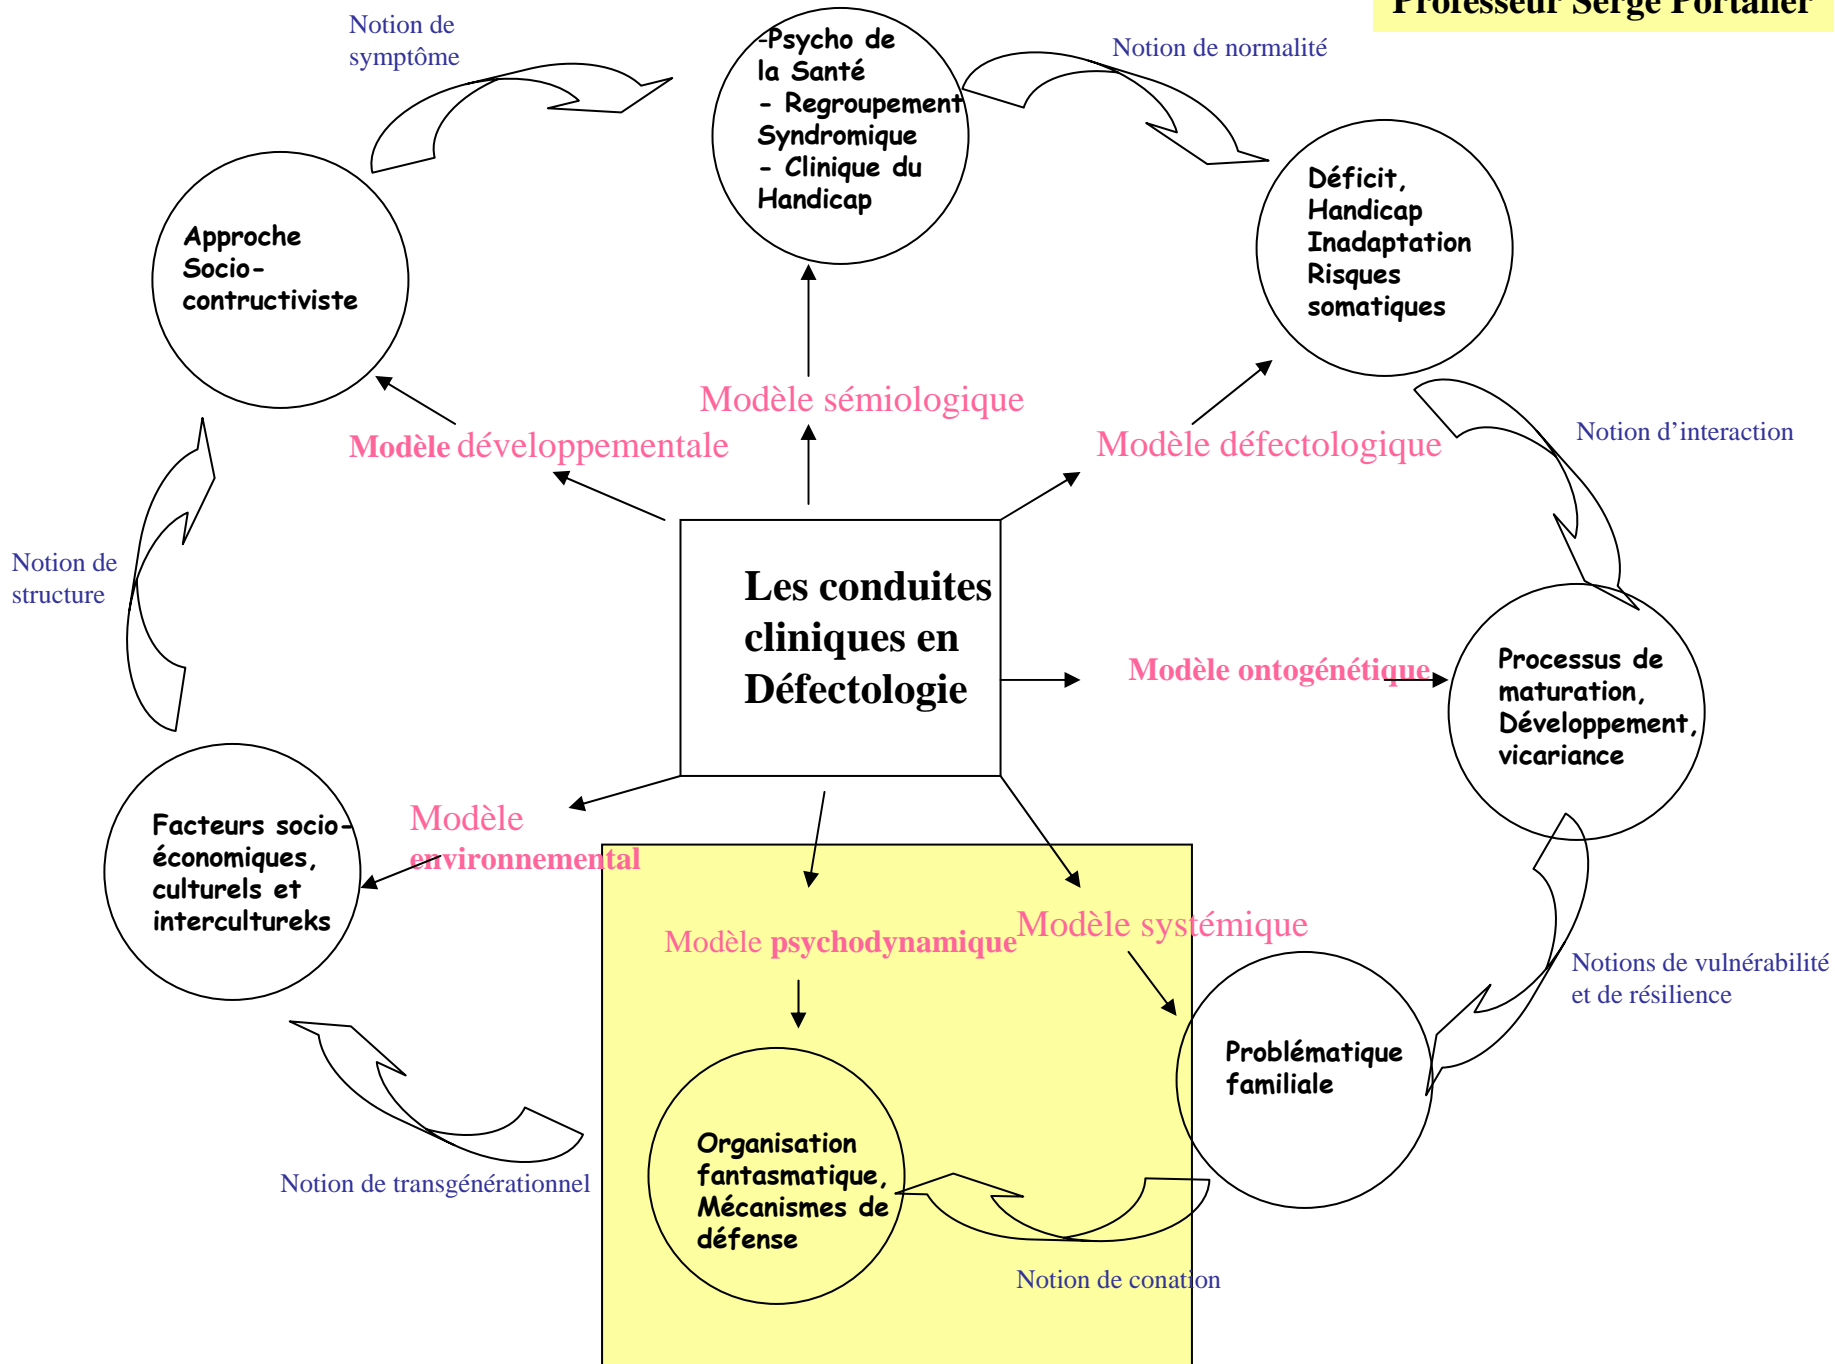 Professeur Serge Portalier
Notion de
symptôme
-Psycho de
la Santé
- Regroupement
Syndromique
- Clinique du
Handicap
Notion de normalité
Déficit,
Handicap
Inadaptation
Risques
somatiques
Approche
Socio-
contructiviste
Modèle sémiologique
Modèle développementale
Modèle défectologique
Notion d'interaction
Notion de
structure
Les conduites
cliniques en
Défectologie
Modèle ontogénétique
Processus de
maturation,
Développement,
vicariance
Facteurs socio-
économiques,
culturels et
intercultureks
Modèle
environnemental
Modèle psychodynamique
Modèle systémique
Notions de vulnérabilité
et de résilience
Problématique
familiale
Organisation
fantasmatique,
Mécanismes de
défense
Notion de transgénérationnel
Notion de conation